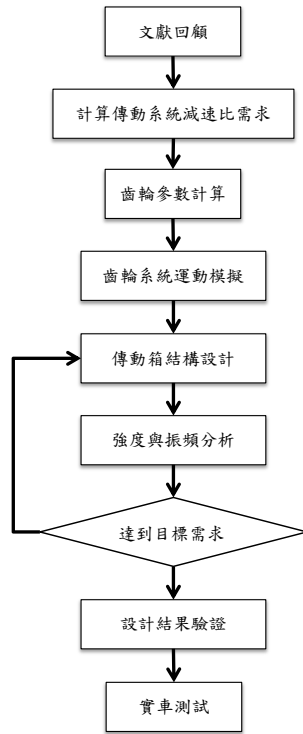 文獻回顧
計算傳動系統減速比需求
齒輪參數計算
齒輪系統運動模擬
傳動箱結構設計
強度與振頻分析
達到目標需求
設計結果驗證
實車測試